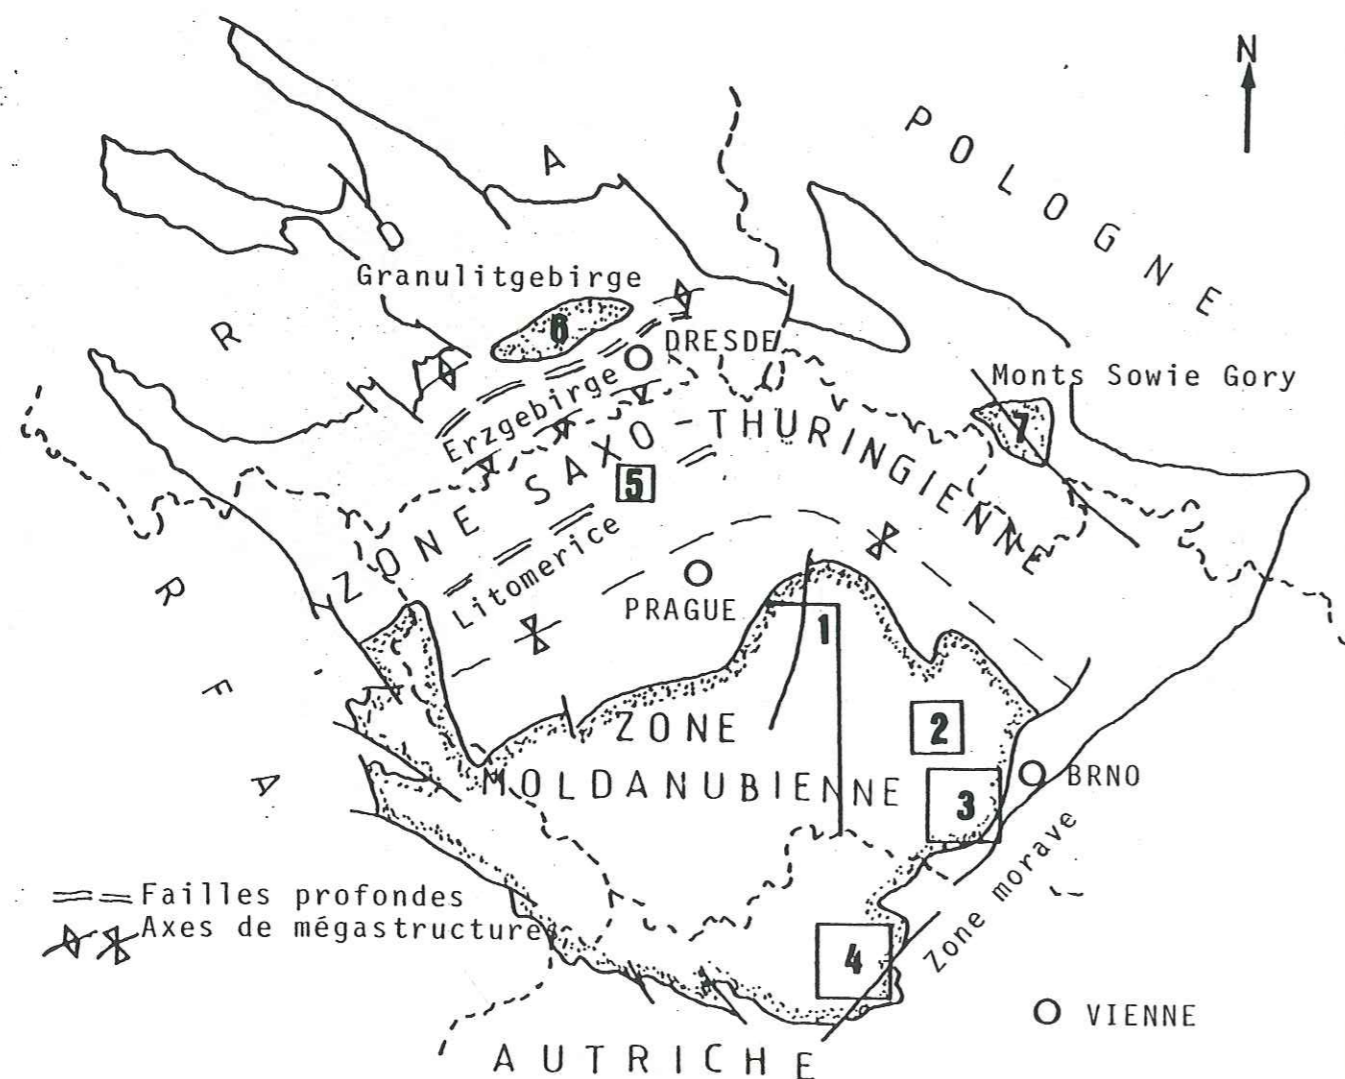 N
POLOGNE
R D A
Granulitgebirge
6
DRESDE
Monts Sowie Gory
7
Erzgebirge
ZONE SAXO-THURINGIENNE
5
Litomerice
PRAGUE
1
R F A
ZONE
MOLDANUBIENNE
2
BRNO
3
Zone morave
Failles profondes
Axes de mégastructure
4
VIENNE
AUTRICHE